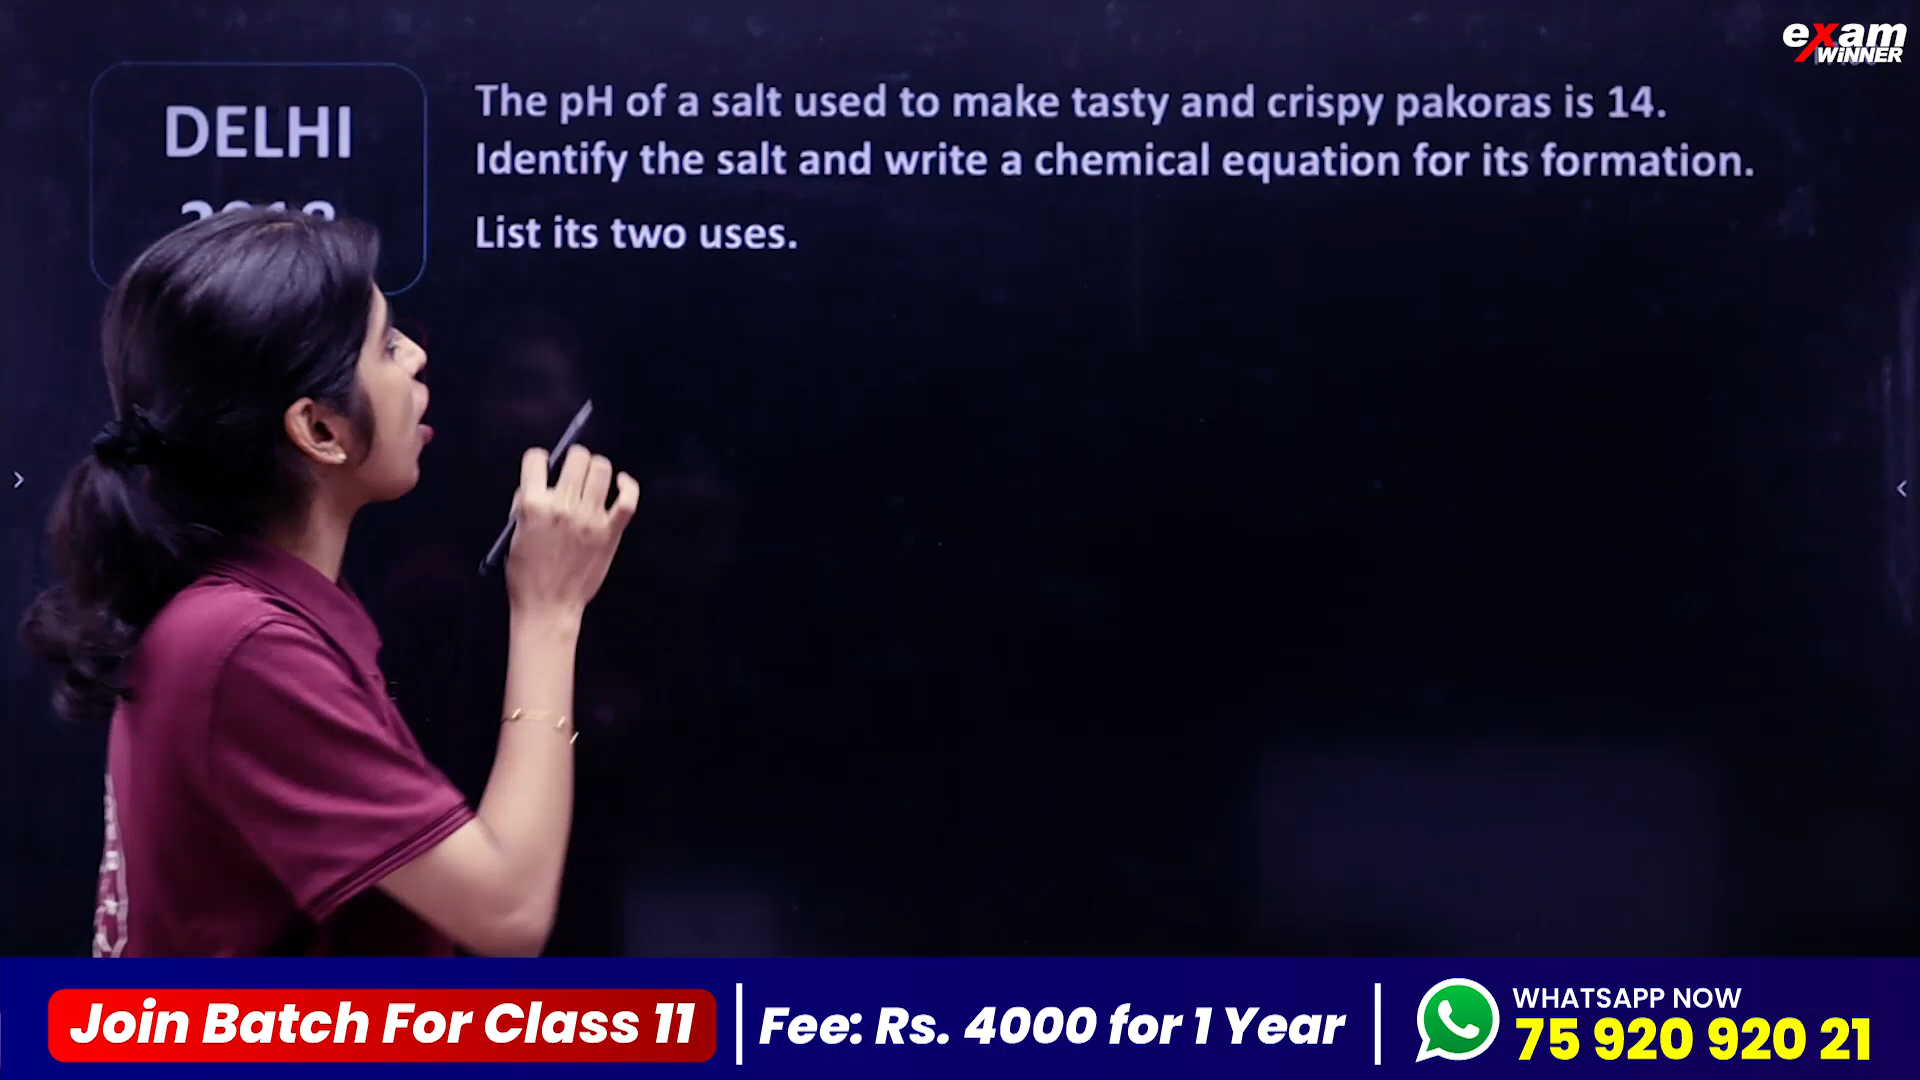 exam
WINNER
DELHI
The pH of a salt used to make tasty and crispy pakoras is 14.
Identify the salt and write a chemical equation for its formation.
List its two uses.
Join Batch For Class 11
Fee: Rs. 4000 for 1 Year
WHATSAPP NOW
75 920 920 21